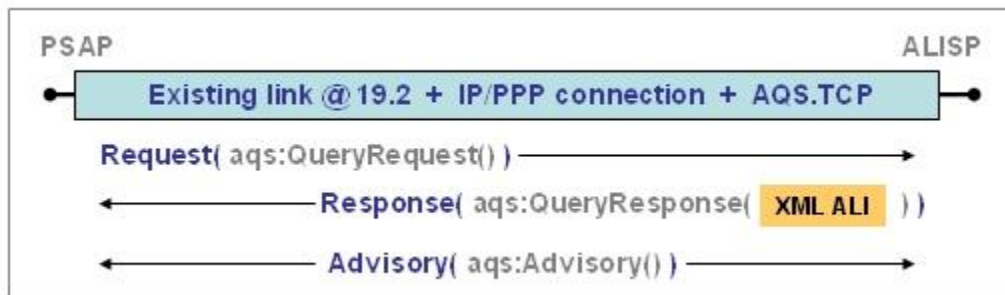 PSAP ALISP
Existing link @ 19.2 + IP/PPP connection + AQS.TCP
Request( aqs:QueryRequest() )
Response( aqs:QueryResponse( XML ALI ) )
Advisory( aqs:Advisory() )